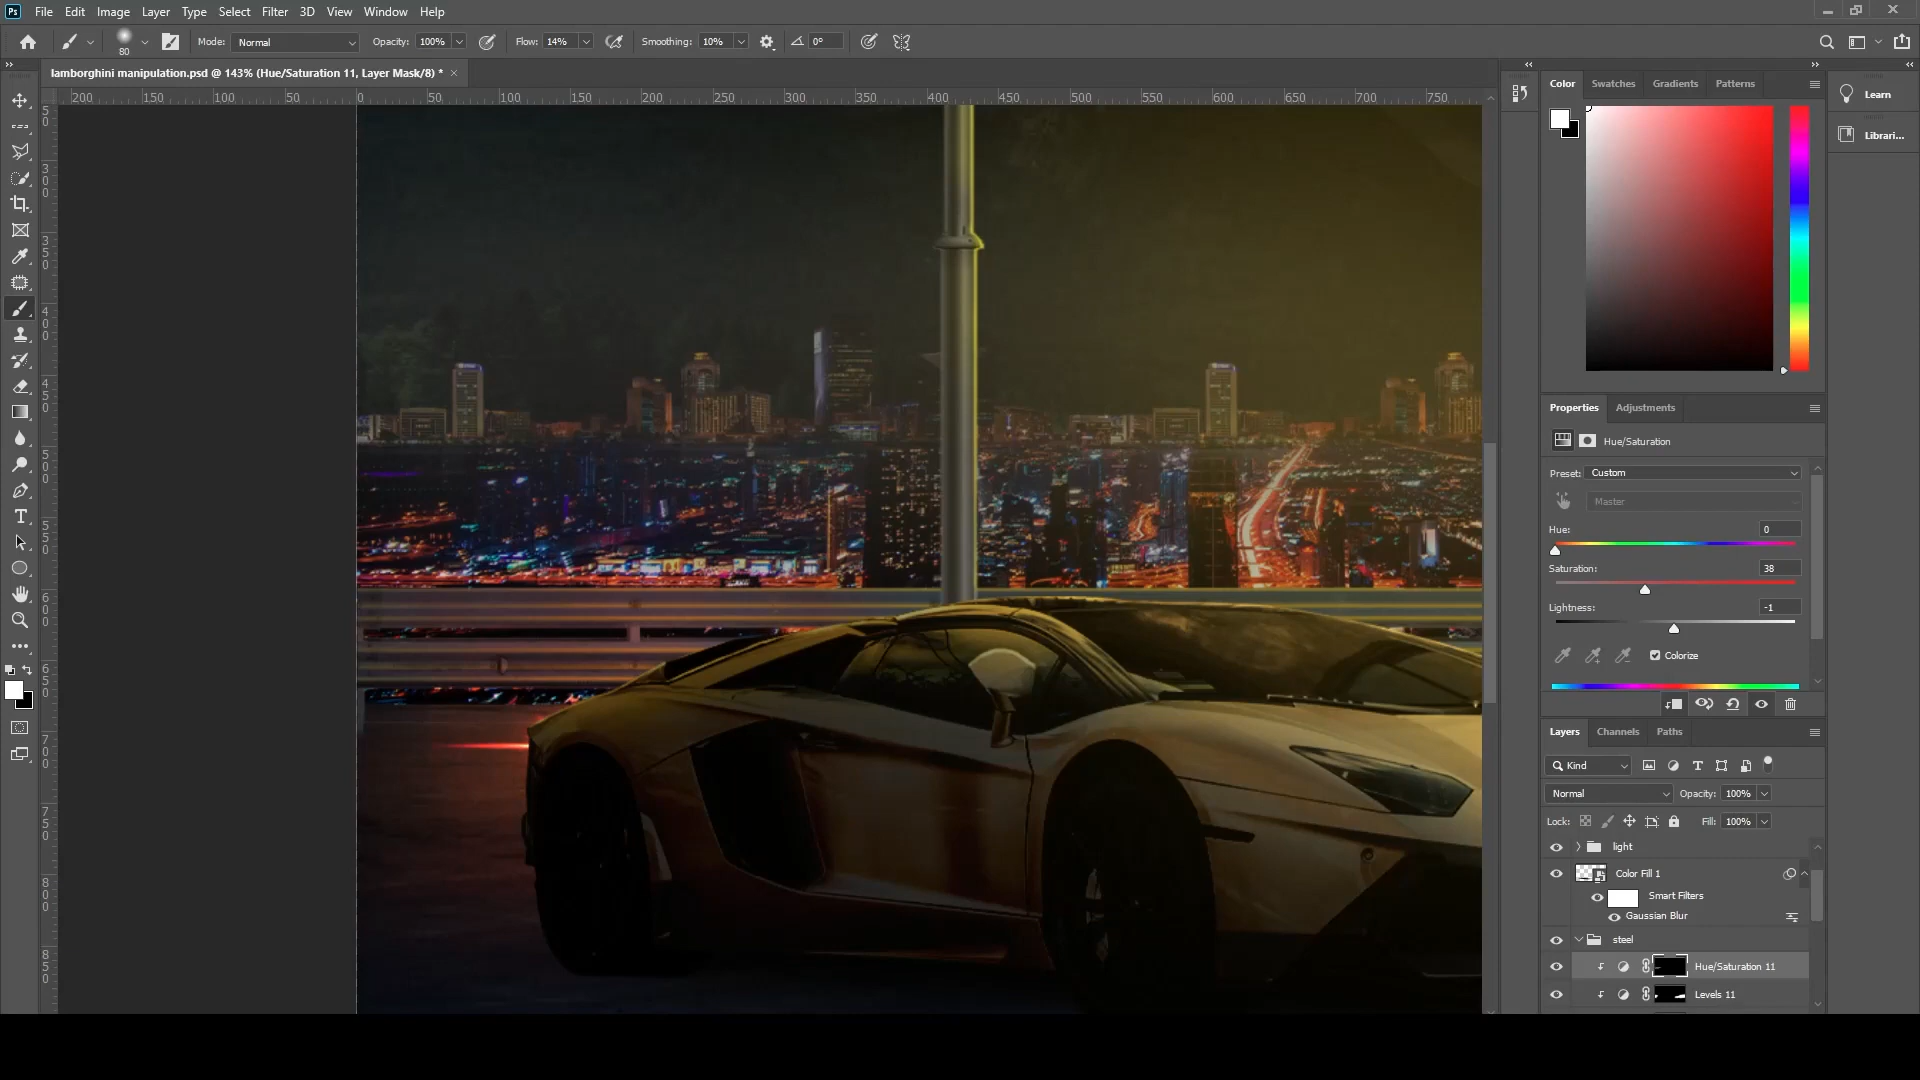 Ps File Edit Image Layer Type Select Filter 3D View Window Help
80 Mode: Normal Opacity: 100% Flow: 14% Smoothing: 10% 0°
lamborghini manipulation.psd @ 143% (Hue/Saturation 11, Layer Mask/8) *
200 150 100 50 0 50 100 150 200 250 300 350 400 450 500 550 600 650 700 750
50
300
350
400
450
500
550
600
650
700
750
800
850
Color Swatches Gradients Patterns
Learn
Librari...
Properties Adjustments
Hue/Saturation
Preset: Custom
Master
Hue: 0
Saturation: 38
Lightness: -1
Colorize
Layers Channels Paths
Kind
Normal Opacity: 100%
Lock: Fill: 100%
light
Color Fill 1
Smart Filters
Gaussian Blur
steel
Hue/Saturation 11
Levels 11